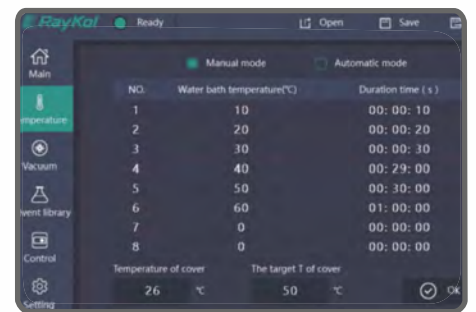 RayKol Ready Open Save
Main
Manual mode Automatic mode
NO. Water bath temperature(℃) Duration time ( s )
1 10 00: 00: 10
2 20 00: 00: 20
3 30 00: 00: 30
4 40 00: 29: 00
5 50 00: 30: 00
6 60 01: 00: 00
7 0 00: 00: 00
8 0 00: 00: 00
emperature
Vacuum
vent library
Control
Setting
Temperature of cover The target T of cover
26 ℃ 50 ℃ OK